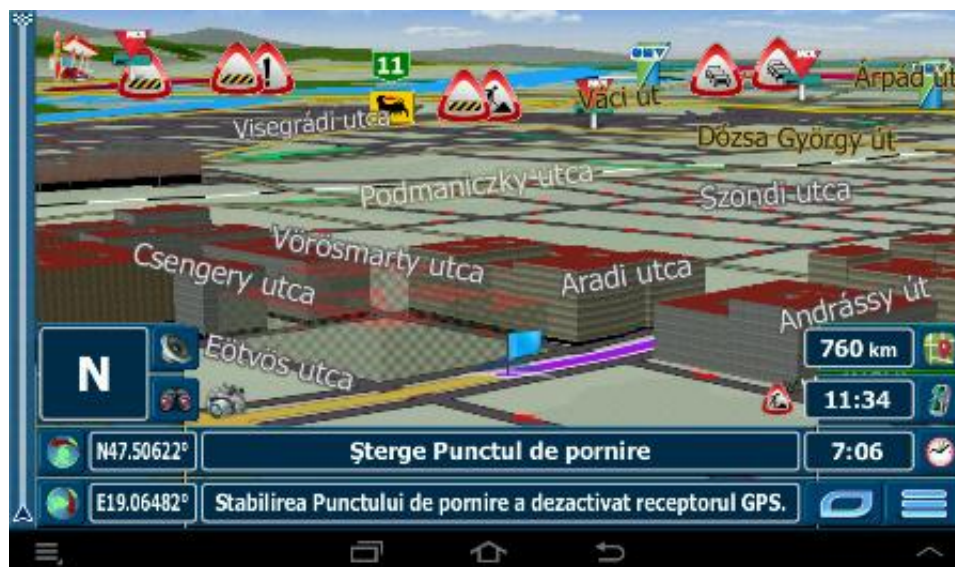 11
OMV
Árpád út
Váci út
Visegrádi utca
Dózsa György út
Podmaniczky utca
Szondi utca
Vörösmarty utca
Csengery utca
Aradi utca
Andrássy út
Eötvös utca
N
760 km
11:34
N47.50622°
Şterge Punctul de pornire
7:06
E19.06482°
Stabilirea Punctului de pornire a dezactivat receptorul GPS.